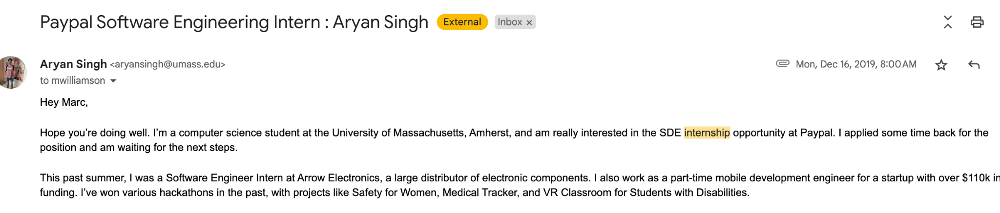 Paypal Software Engineering Intern : Aryan Singh External Inbox ×
Aryan Singh <aryansingh@umass.edu> Mon, Dec 16, 2019, 8:00 AM
to mwilliamson
Hey Marc,
Hope you’re doing well. I’m a computer science student at the University of Massachusetts, Amherst, and am really interested in the SDE internship opportunity at Paypal. I applied some time back for the
position and am waiting for the next steps.
This past summer, I was a Software Engineer Intern at Arrow Electronics, a large distributor of electronic components. I also work as a part-time mobile development engineer for a startup with over $110k in
funding. I’ve won various hackathons in the past, with projects like Safety for Women, Medical Tracker, and VR Classroom for Students with Disabilities.